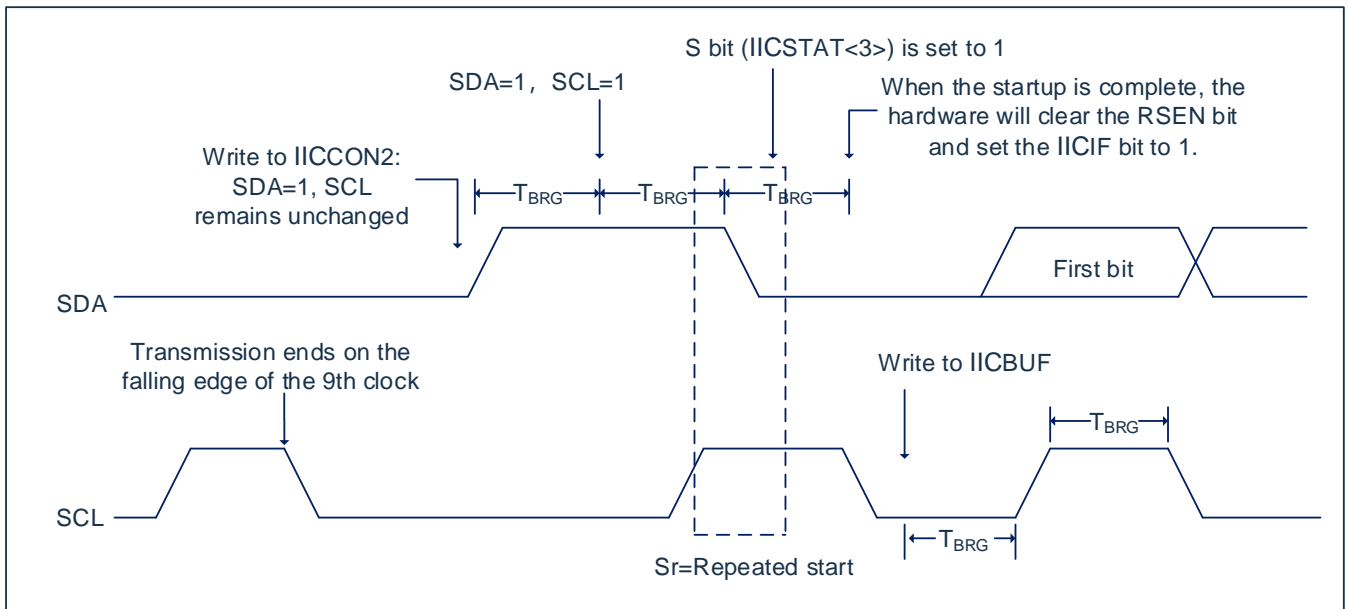 S bit (IICSTAT<3>) is set to 1
SDA=1, SCL=1
When the startup is complete, the
hardware will clear the RSEN bit
and set the IICIF bit to 1.
Write to IICCON2:
SDA=1, SCL
remains unchanged
TBRG
TBRG
TBRG
First bit
SDA
Transmission ends on the
falling edge of the 9th clock
Write to IICBUF
TBRG
SCL
TBRG
Sr=Repeated start